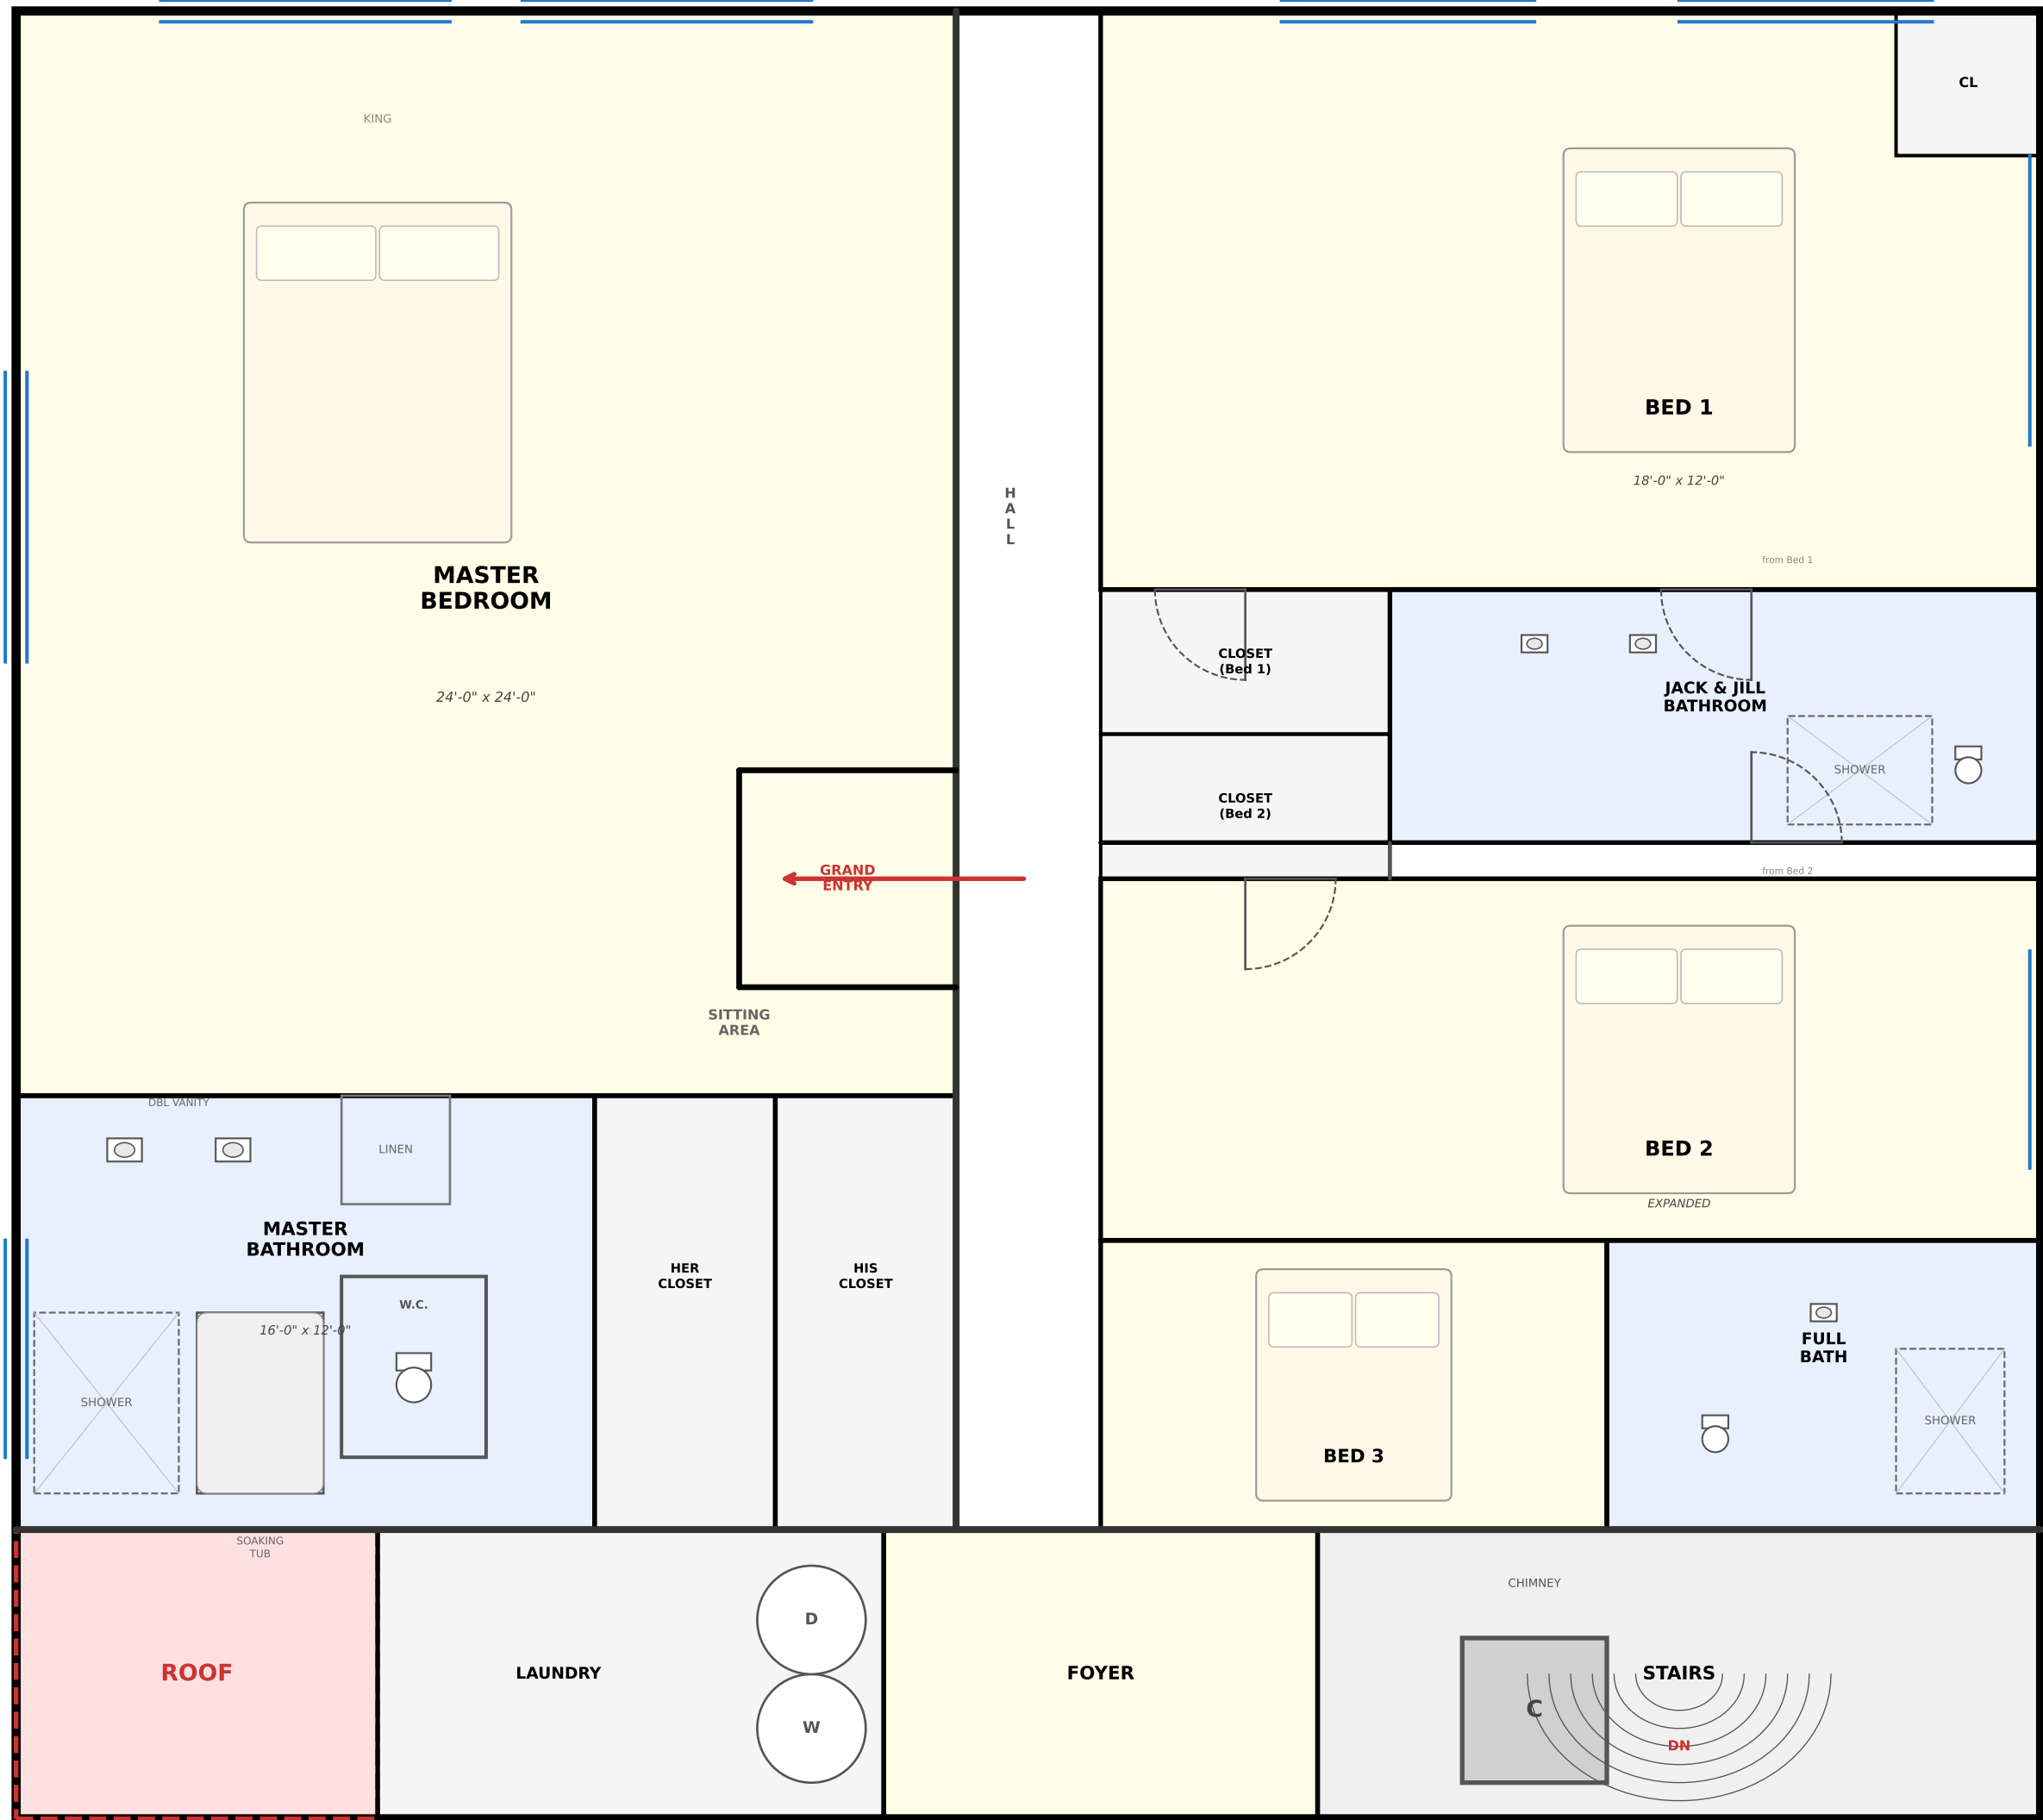 KING
CL
BED 1
18'-0" x 12'-0"
H
A
L
L
from Bed 1
MASTER
BEDROOM
24'-0" x 24'-0"
CLOSET
(Bed 1)
JACK & JILL
BATHROOM
SHOWER
CLOSET
(Bed 2)
GRAND
ENTRY
from Bed 2
SITTING
AREA
DBL VANITY
LINEN
BED 2
EXPANDED
MASTER
BATHROOM
HER
CLOSET
HIS
CLOSET
W.C.
16'-0" x 12'-0"
SHOWER
FULL
BATH
SHOWER
BED 3
SOAKING
TUB
CHIMNEY
D
ROOF
LAUNDRY
FOYER
STAIRS
C
W
DN